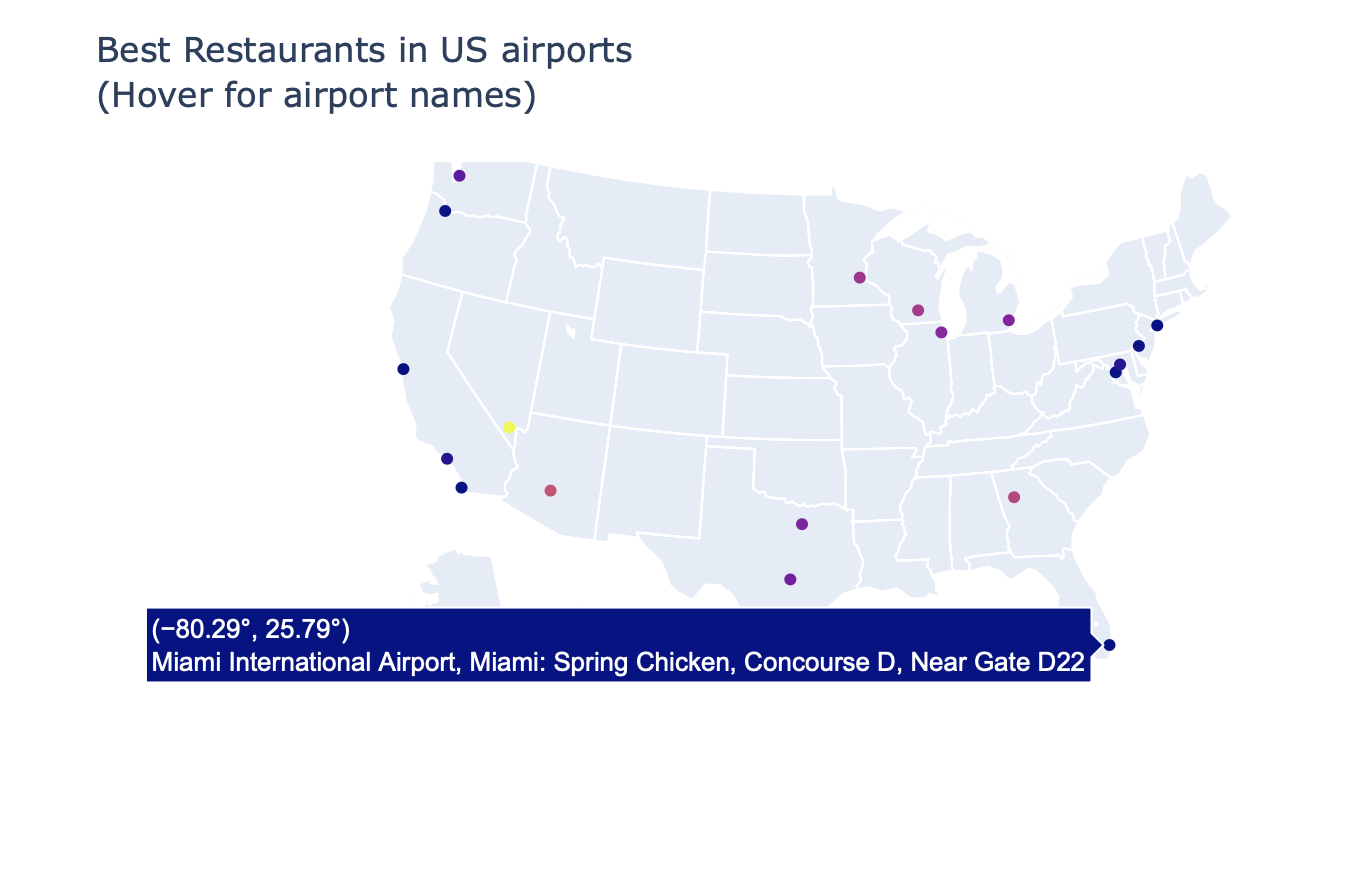 Best Restaurants in US airports
(Hover for airport names)
(−80.29°, 25.79°)
Miami International Airport, Miami: Spring Chicken, Concourse D, Near Gate D22